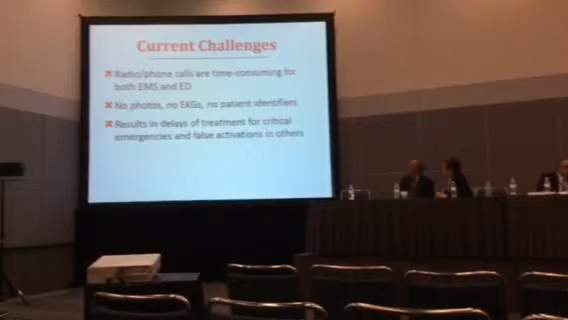 Current Challenges
✖ Radio/phone calls are time-consuming for
both EMS and ED
✖ No photos, no EKGs, no patient identifiers
✖ Results in delays of treatment for critical
emergencies and false activations in others